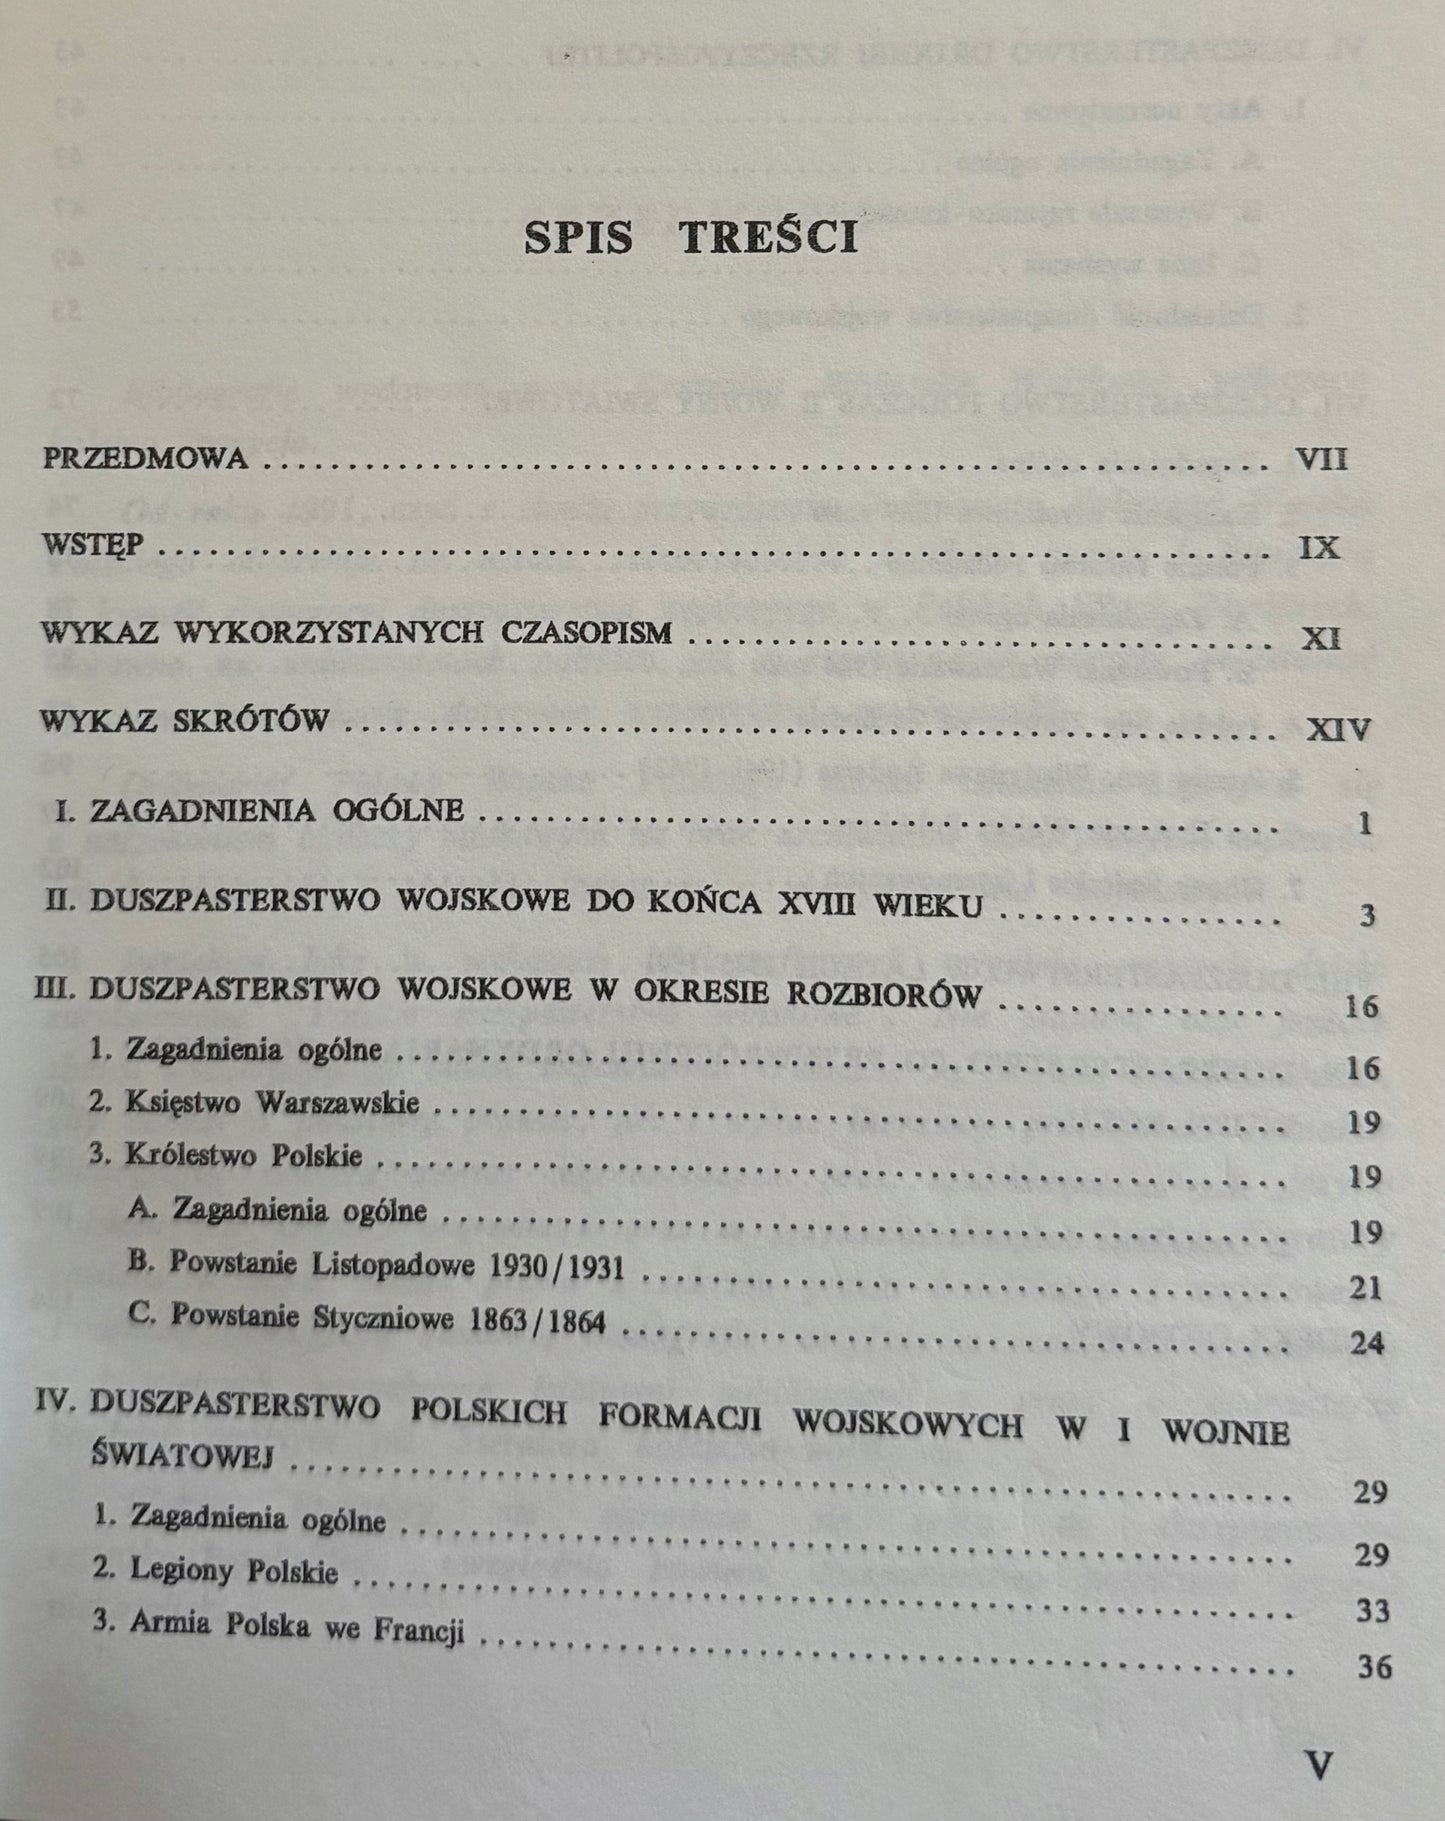 SPIS TREŚCI
PRZEDMOWA ........ VII
WSTĘP ........ IX
WYKAZ WYKORZYSTANYCH CZASOPISM ........ XI
WYKAZ SKRÓTÓW ........ XIV
I. ZAGADNIENIA OGÓLNE ........ 1
II. DUSZPASTERSTWO WOJSKOWE DO KOŃCA XVIII WIEKU ........ 3
III. DUSZPASTERSTWO WOJSKOWE W OKRESIE ROZBIORÓW ........ 16
1. Zagadnienia ogólne ........ 16
2. Księstwo Warszawskie ........ 19
3. Królestwo Polskie ........ 19
A. Zagadnienia ogólne ........ 19
B. Powstanie Listopadowe 1930/1931 ........ 21
C. Powstanie Styczniowe 1863/1864 ........ 24
IV. DUSZPASTERSTWO POLSKICH FORMACJI WOJSKOWYCH W I WOJNIE
ŚWIATOWEJ ........ 29
1. Zagadnienia ogólne ........ 29
2. Legiony Polskie ........ 33
3. Armia Polska we Francji ........ 36
V